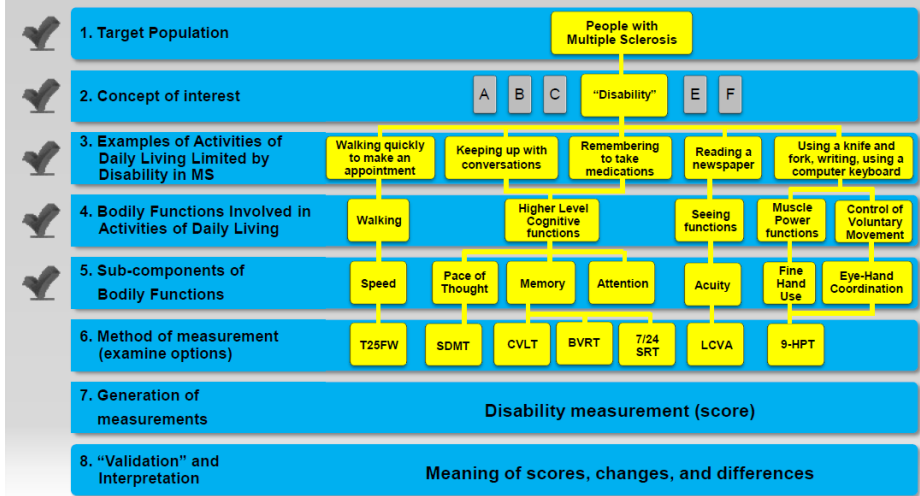 1. Target Population
People with
Multiple Sclerosis
2. Concept of interest
A
B
C
“Disability”
E
F
3. Examples of Activities of
Daily Living Limited by
Disability in MS
Walking quickly
to make an
appointment
Keeping up with
conversations
Remembering
to take
medications
Reading a
newspaper
Using a knife and
fork, writing, using a
computer keyboard
4. Bodily Functions Involved in
Activities of Daily Living
Walking
Higher Level
Cognitive
functions
Seeing
functions
Muscle
Power
functions
Control of
Voluntary
Movement
5. Sub-components of
Bodily Functions
Speed
Pace of
Thought
Memory
Attention
Acuity
Fine
Hand
Use
Eye-Hand
Coordination
6. Method of measurement
(examine options)
T25FW
SDMT
CVLT
BVRT
7/24
SRT
LCVA
9-HPT
7. Generation of
measurements
Disability measurement (score)
8. “Validation” and
Interpretation
Meaning of scores, changes, and differences